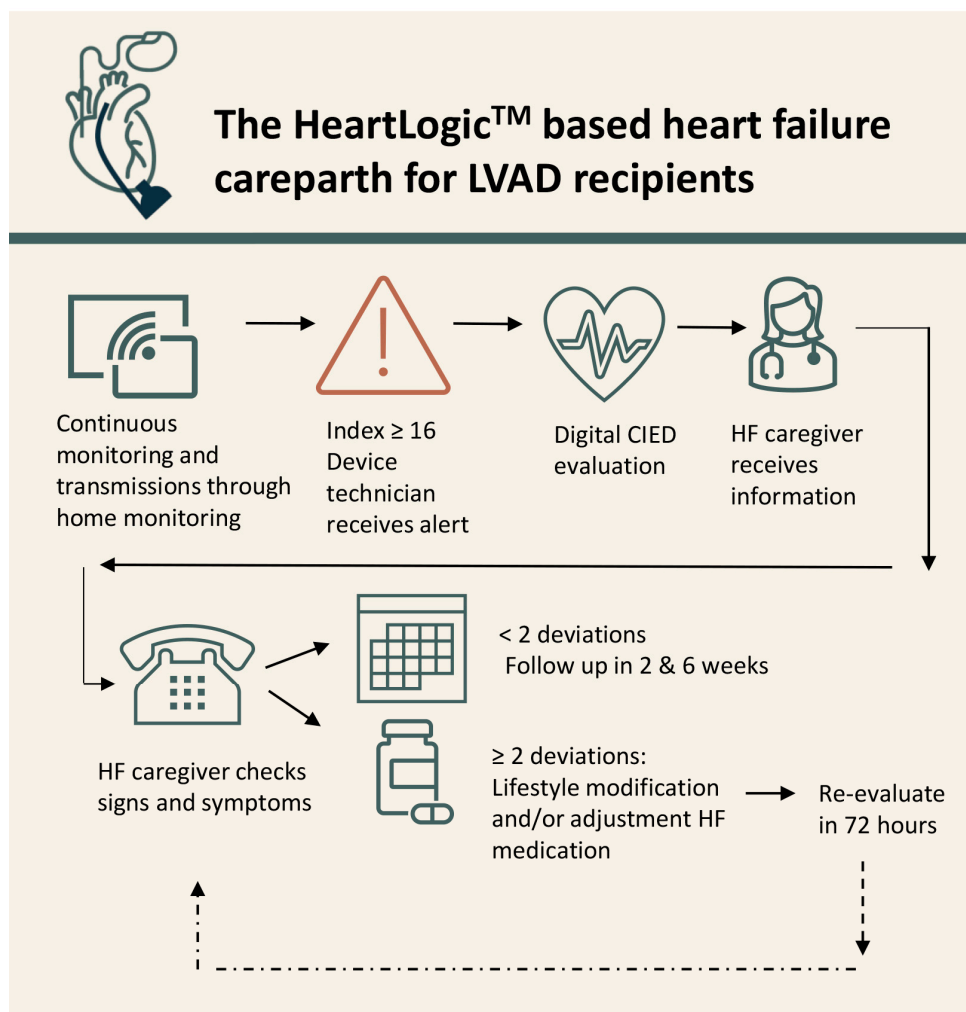 The HeartLogic™ based heart failure
careparth for LVAD recipients
Continuous
monitoring and
transmissions through
home monitoring
Index ≥ 16
Device
technician
receives alert
Digital CIED
evaluation
HF caregiver
receives
information
HF caregiver checks
signs and symptoms
< 2 deviations
Follow up in 2 & 6 weeks
≥ 2 deviations:
Lifestyle modification
and/or adjustment HF
medication
Re-evaluate
in 72 hours